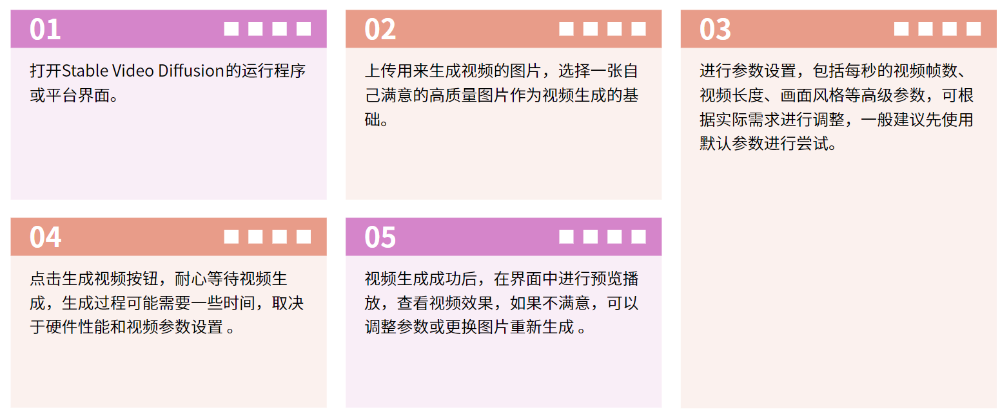 01
打开Stable Video Diffusion的运行程序
或平台界面。
02
上传用来生成视频的图片，选择一张自
己满意的高质量图片作为视频生成的基
础。
03
进行参数设置，包括每秒的视频帧数、
视频长度、画面风格等高级参数，可根
据实际需求进行调整，一般建议先使用
默认参数进行尝试。
04
点击生成视频按钮，耐心等待视频生
成，生成过程可能需要一些时间，取决
于硬件性能和视频参数设置 。
05
视频生成成功后，在界面中进行预览播
放，查看视频效果，如果不满意，可以
调整参数或更换图片重新生成 。